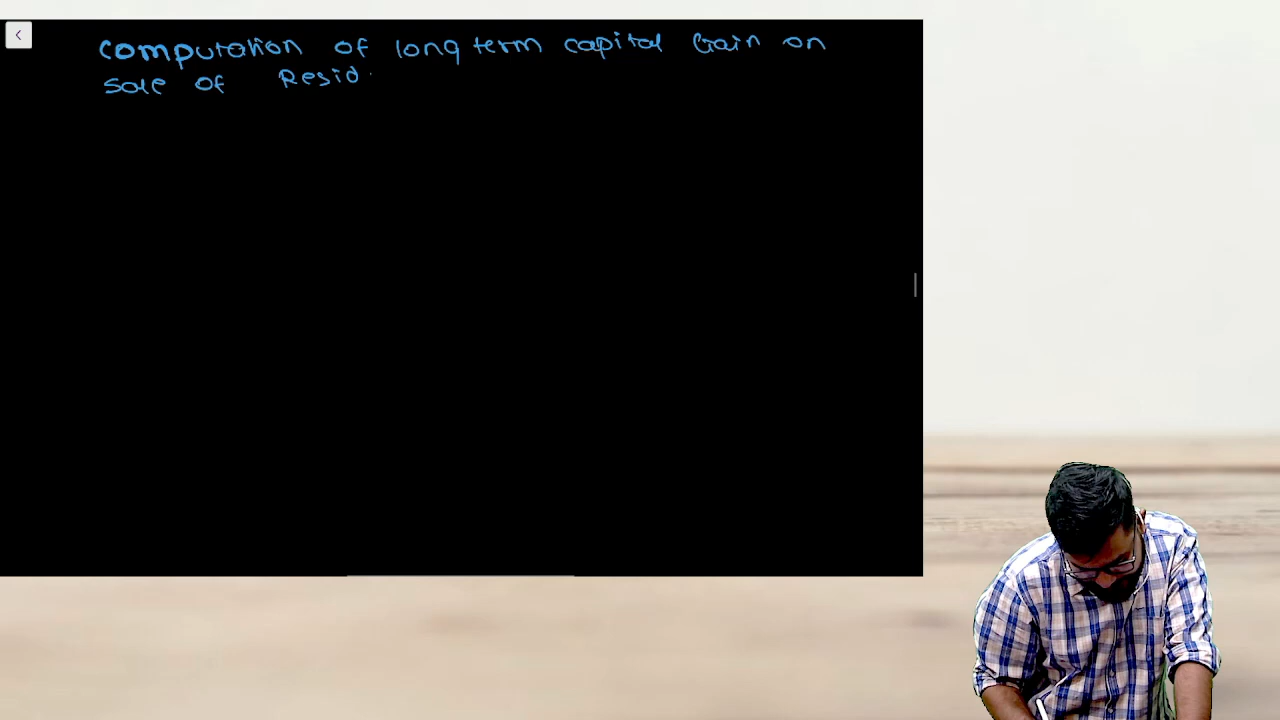 computation of long term capital Gain on
Sale of Resid